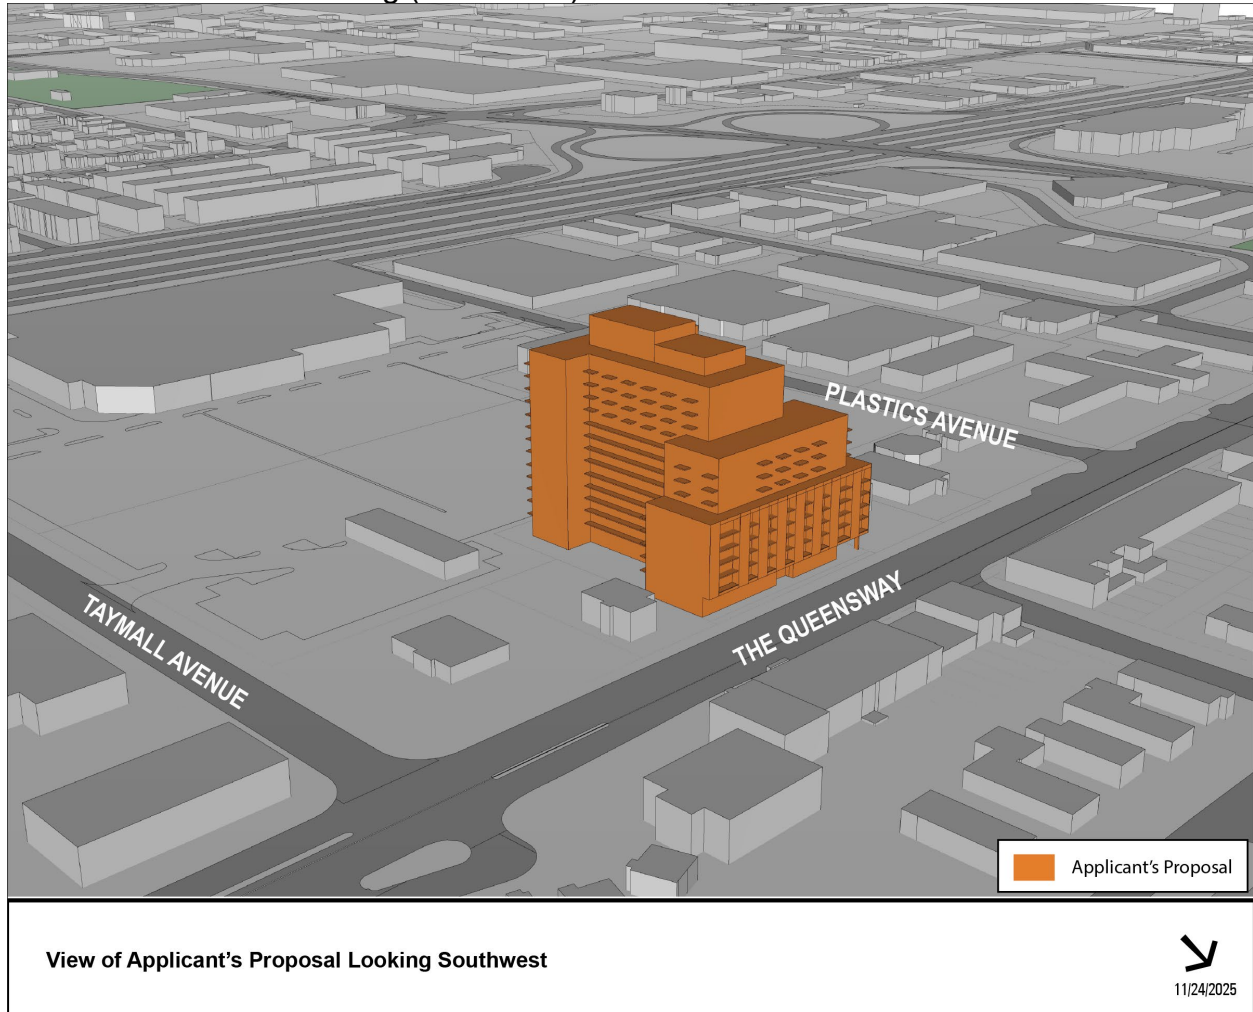 PLASTICS AVENUE
THE QUEENSWAY
TAYMALL AVENUE
Applicant's Proposal
View of Applicant's Proposal Looking Southwest
11/24/2025